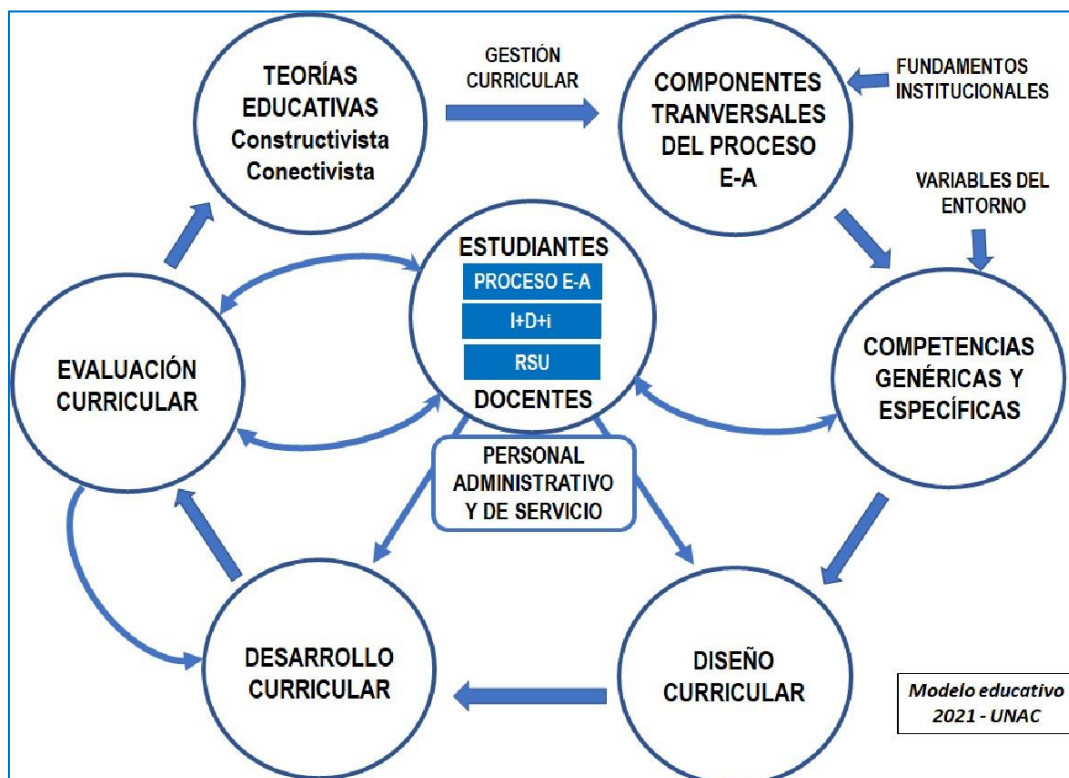 TEORÍAS
EDUCATIVAS
Constructivista
Conectivista
GESTIÓN
CURRICULAR
COMPONENTES
TRANVERSALES
DEL PROCESO
E-A
FUNDAMENTOS
INSTITUCIONALES
VARIABLES DEL
ENTORNO
ESTUDIANTES
PROCESO E-A
I+D+i
RSU
DOCENTES
EVALUACIÓN
CURRICULAR
COMPETENCIAS
GENÉRICAS Y
ESPECÍFICAS
PERSONAL
ADMINISTRATIVO
Y DE SERVICIO
DESARROLLO
CURRICULAR
DISEÑO
CURRICULAR
Modelo educativo
2021 - UNAC